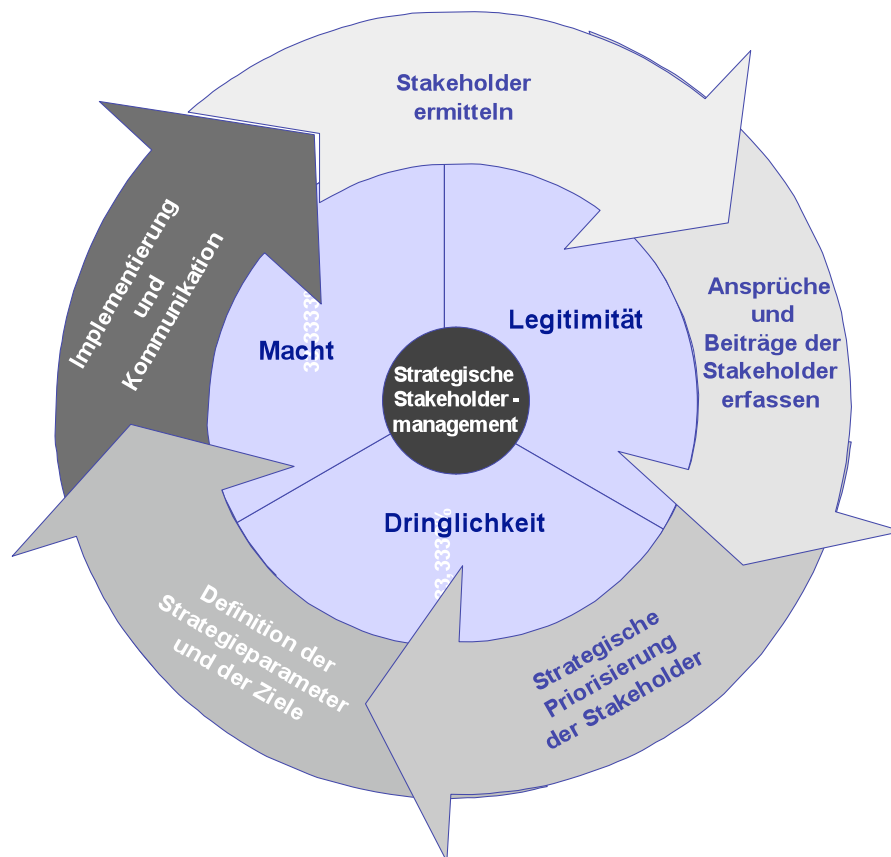 Stakeholder
ermitteln
Ansprüche
und
Beiträge der
Stakeholder
erfassen
Strategische
Priorisierung
der Stakeholder
Definition der
Strategieparameter
und der Ziele
Implementierung
und
Kommunikation
Macht
Legitimität
Dringlichkeit
Strategische
Stakeholder -
management